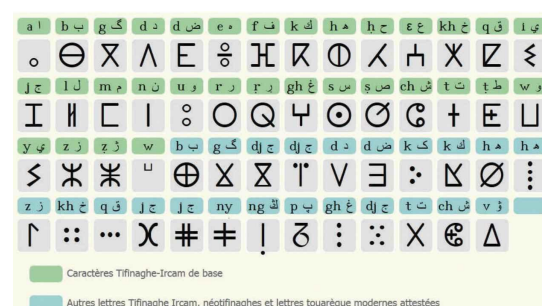 a ا b ب g گ d د d ض e ه f ف k ك h ه ḥ ح ε ع kh خ q ق i ي
ⴰ ⴱ ⴳ ⴷ ⴹ ⴻ ⴼ ⴽ ⵀ ⵃ ⵄ ⵅ ⵇ ⵉ
j ج l ل m م n ن u و r ر r ر gh غ s س ṣ ص ch ش t ت ṭ ط w و
ⵊ ⵍ ⵎ ⵏ ⵓ ⵔ ⵕ ⵖ ⵙ ⵚ ⵛ ⵜ ⵟ ⵡ
y ي z ز ẓ ژ w b ب g گ dj ج dj ج d د d ض k ک k ك h ه h ه
ⵢ ⵣ ⵥ ⵯ ⴲ ⴴ ⴵ ⴶ ⴸ ⴺ ⴾ ⴿ ⵁ ⵂ
z ز kh خ q ق j ج j ج ny ng ڭ p پ gh غ dj ج t ت ch ش v ڤ
ⵤ ⵆ ⵈ ⵋ ⵌ ⵐ ⵑ ⵒ ⵗ ⵘ ⵝ ⵞ ⵠ
Caractères Tifinaghe-Ircam de base
Autres lettres Tifinaghe Ircam, néotifinaghes et lettres touarègue modernes attestées